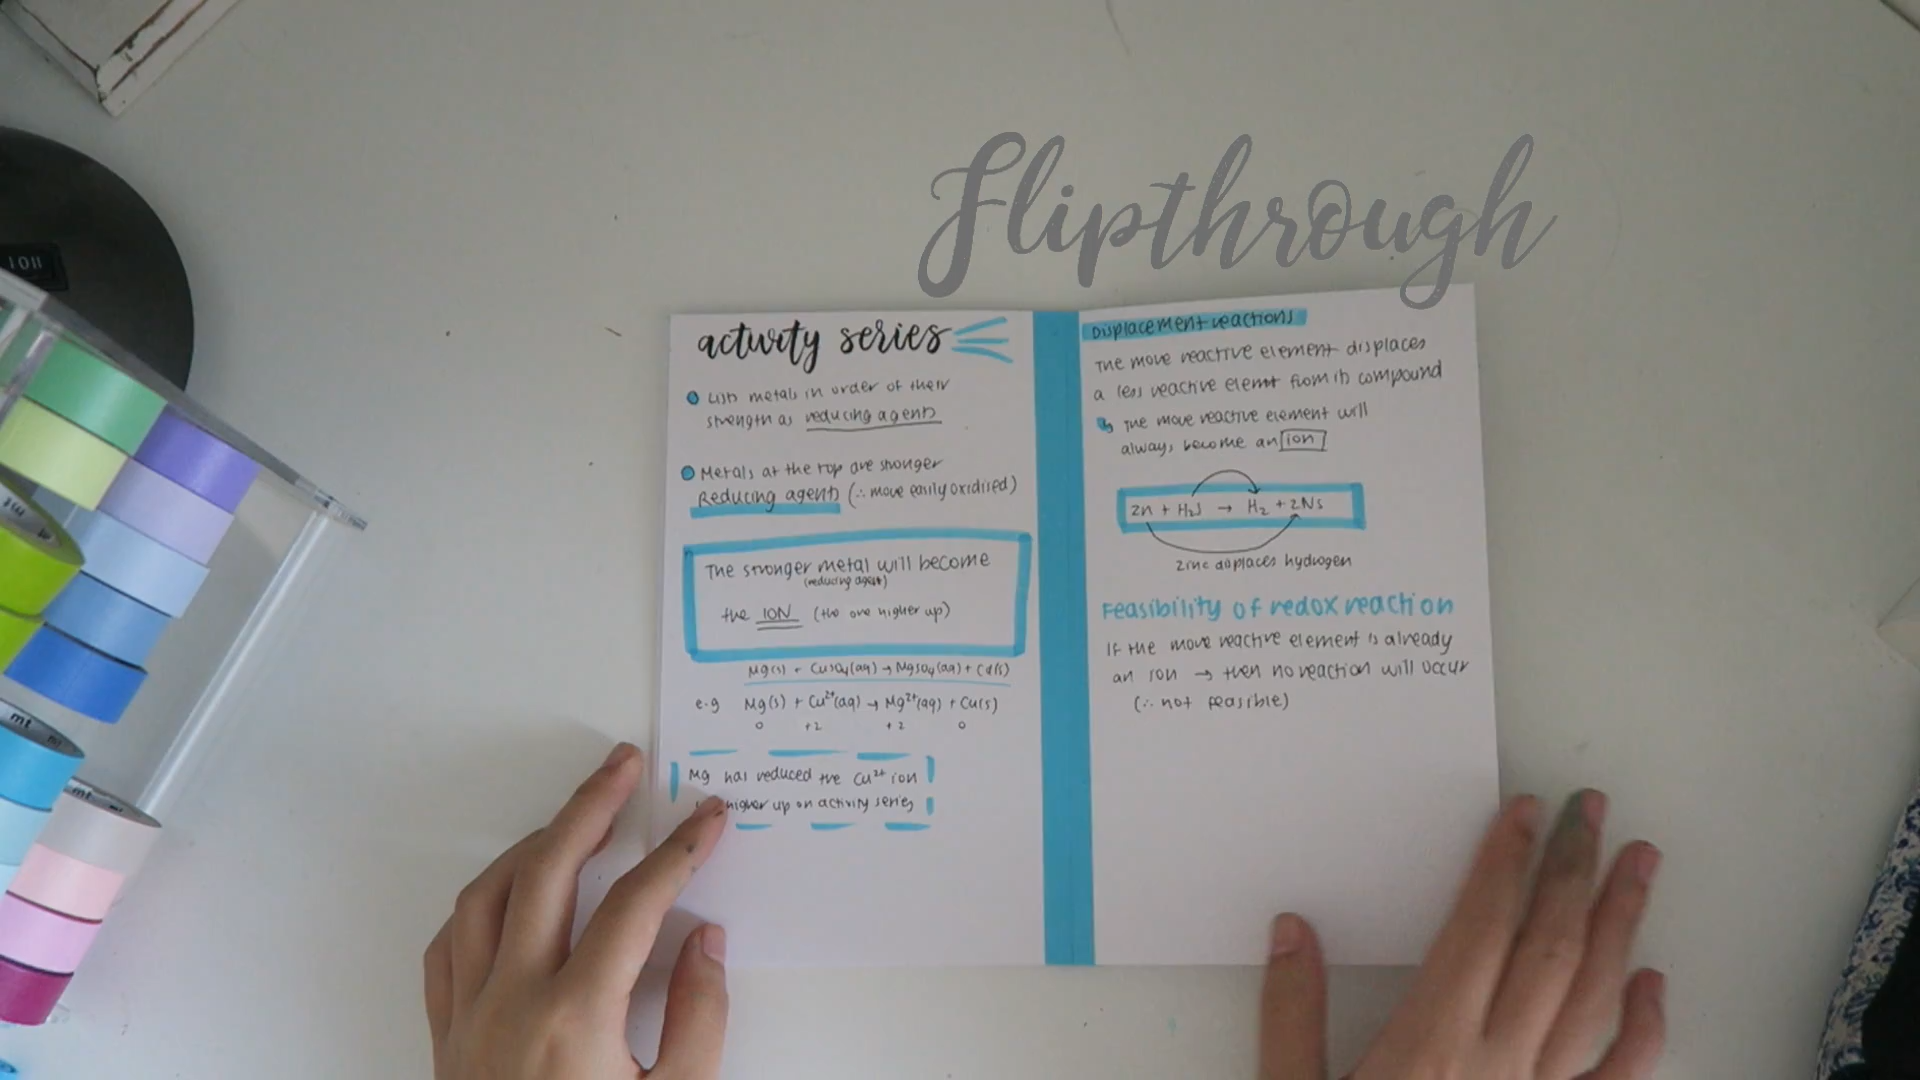 Flipthrough
activity series
Lists metals in order of their
strength as reducing agents
Metals at the top are stronger
Reducing agents (∴ more easily oxidised)
The stronger metal will become
(reducing agent)
the ION (the one higher up)
Mg(s) + CuSO4(aq) → MgSO4(aq) + Cu(s)
e.g Mg(s) + Cu²⁺(aq) → Mg²⁺(aq) + Cu(s)
0 +2 +2 0
Mg has reduced the Cu²⁺ ion
higher up on activity series
Displacement reactions
The more reactive element displaces
a less reactive elemt from its compound
↳ The more reactive element will
always become an ion
Zn + H2S → H2 + ZNS
zinc displaces hydrogen
Feasibility of redox reaction
If the more reactive element is already
an ION → then no reaction will occur
(∴ not feasible)
mt
mt
mt